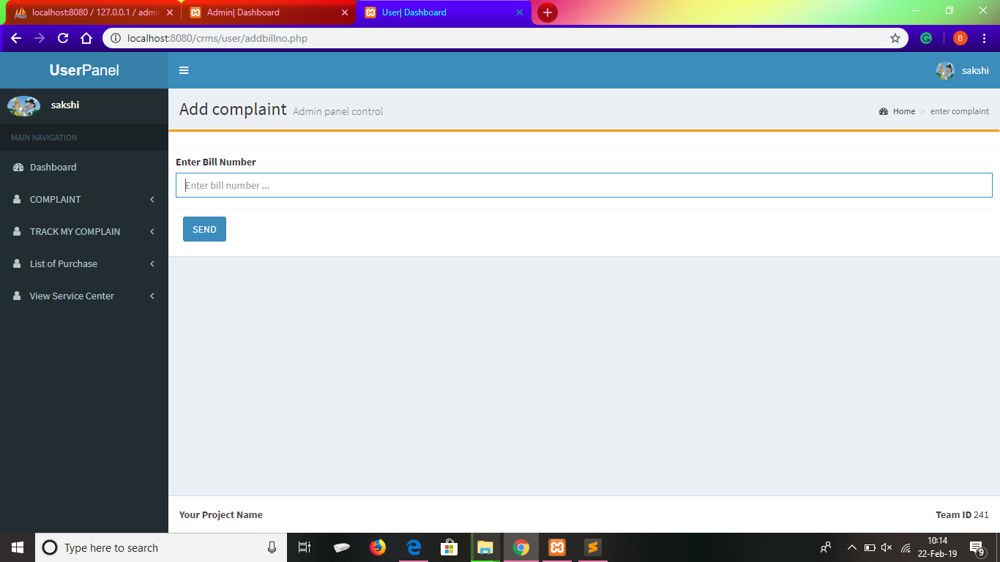 localhost:8080 / 127.0.0.1 / admi
Admin| Dashboard
User| Dashboard
localhost:8080/crms/user/addbillno.php
B
UserPanel
sakshi
sakshi
Add complaint Admin panel control
Home > enter complaint
MAIN NAVIGATION
Dashboard
COMPLAINT
TRACK MY COMPLAIN
List of Purchase
View Service Center
Enter Bill Number
Enter bill number ...
SEND
Your Project Name
Team ID 241
Type here to search
10:14
22-Feb-19
9